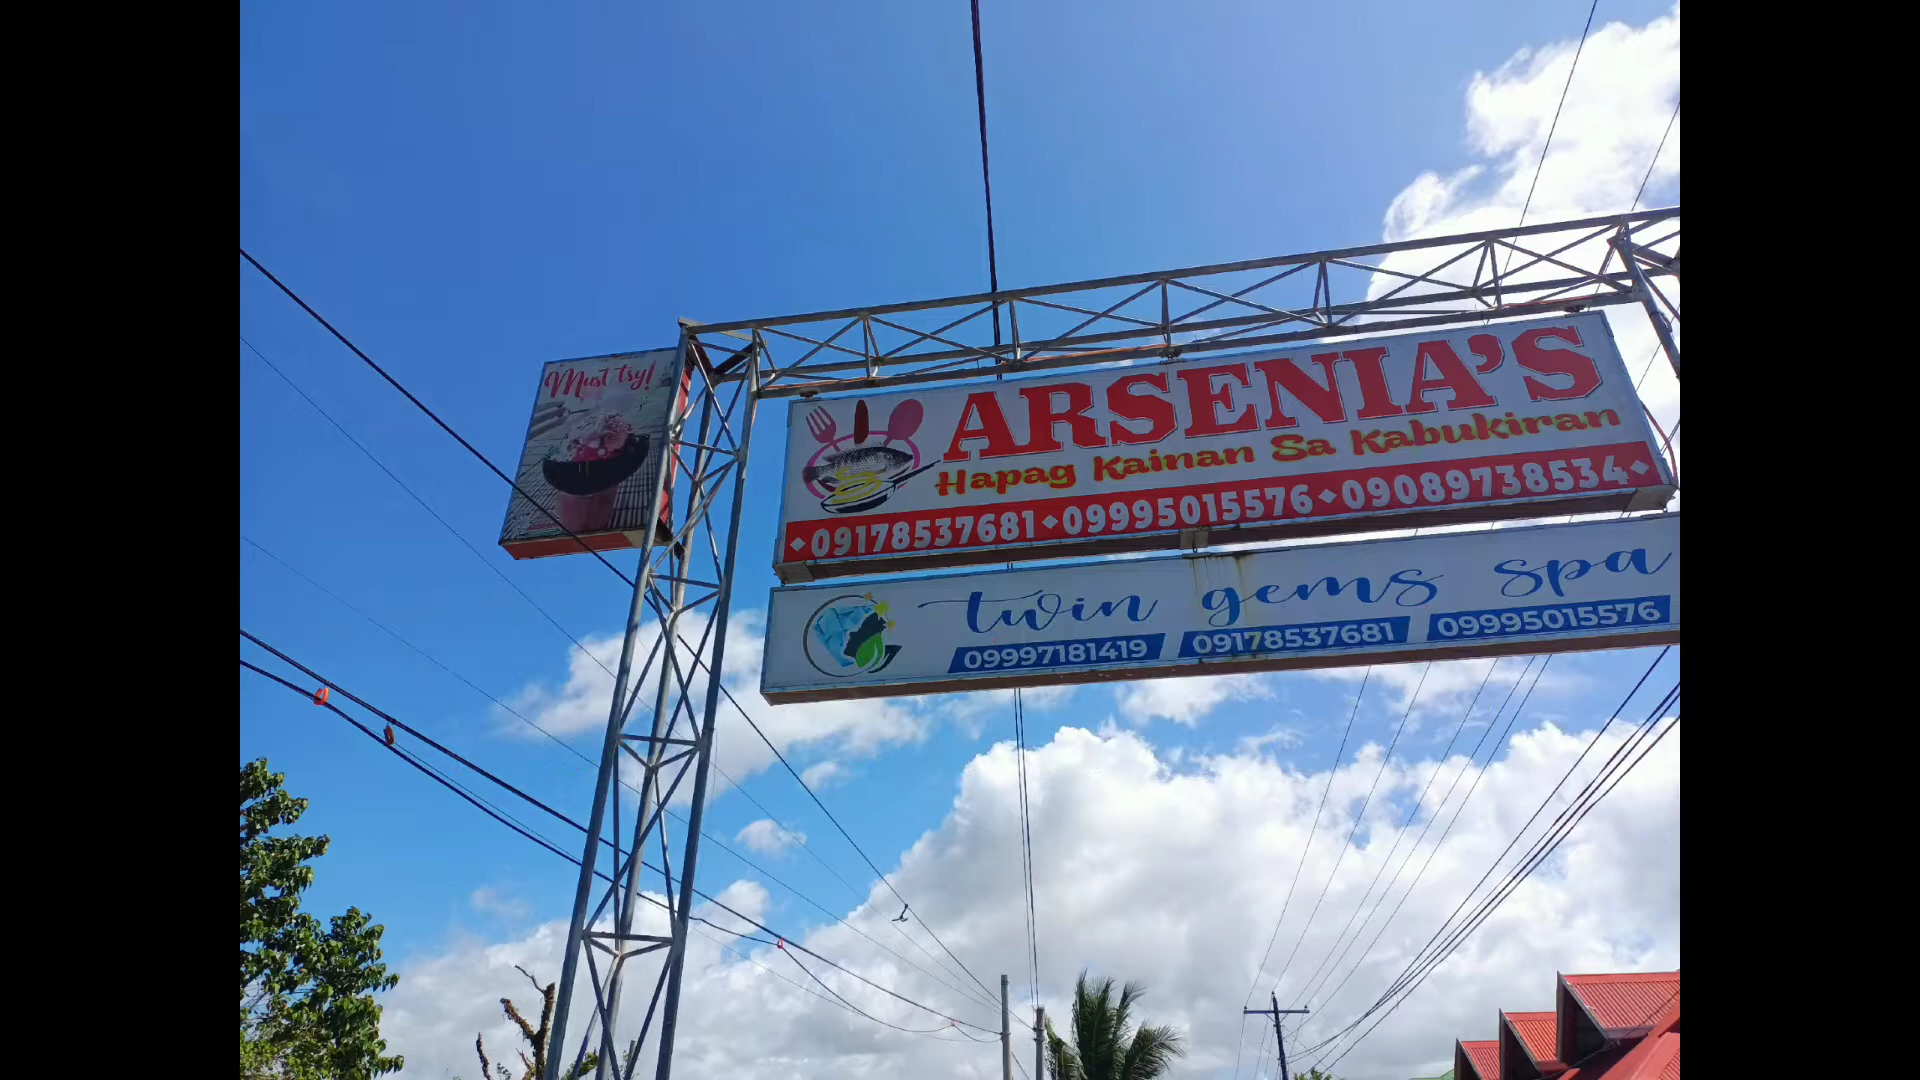 Must try!
ARSENIA'S
Hapag Kainan Sa Kabukiran
09178537681 09995015576 09089738534
twin gems spa
09997181419 09178537681 09995015576